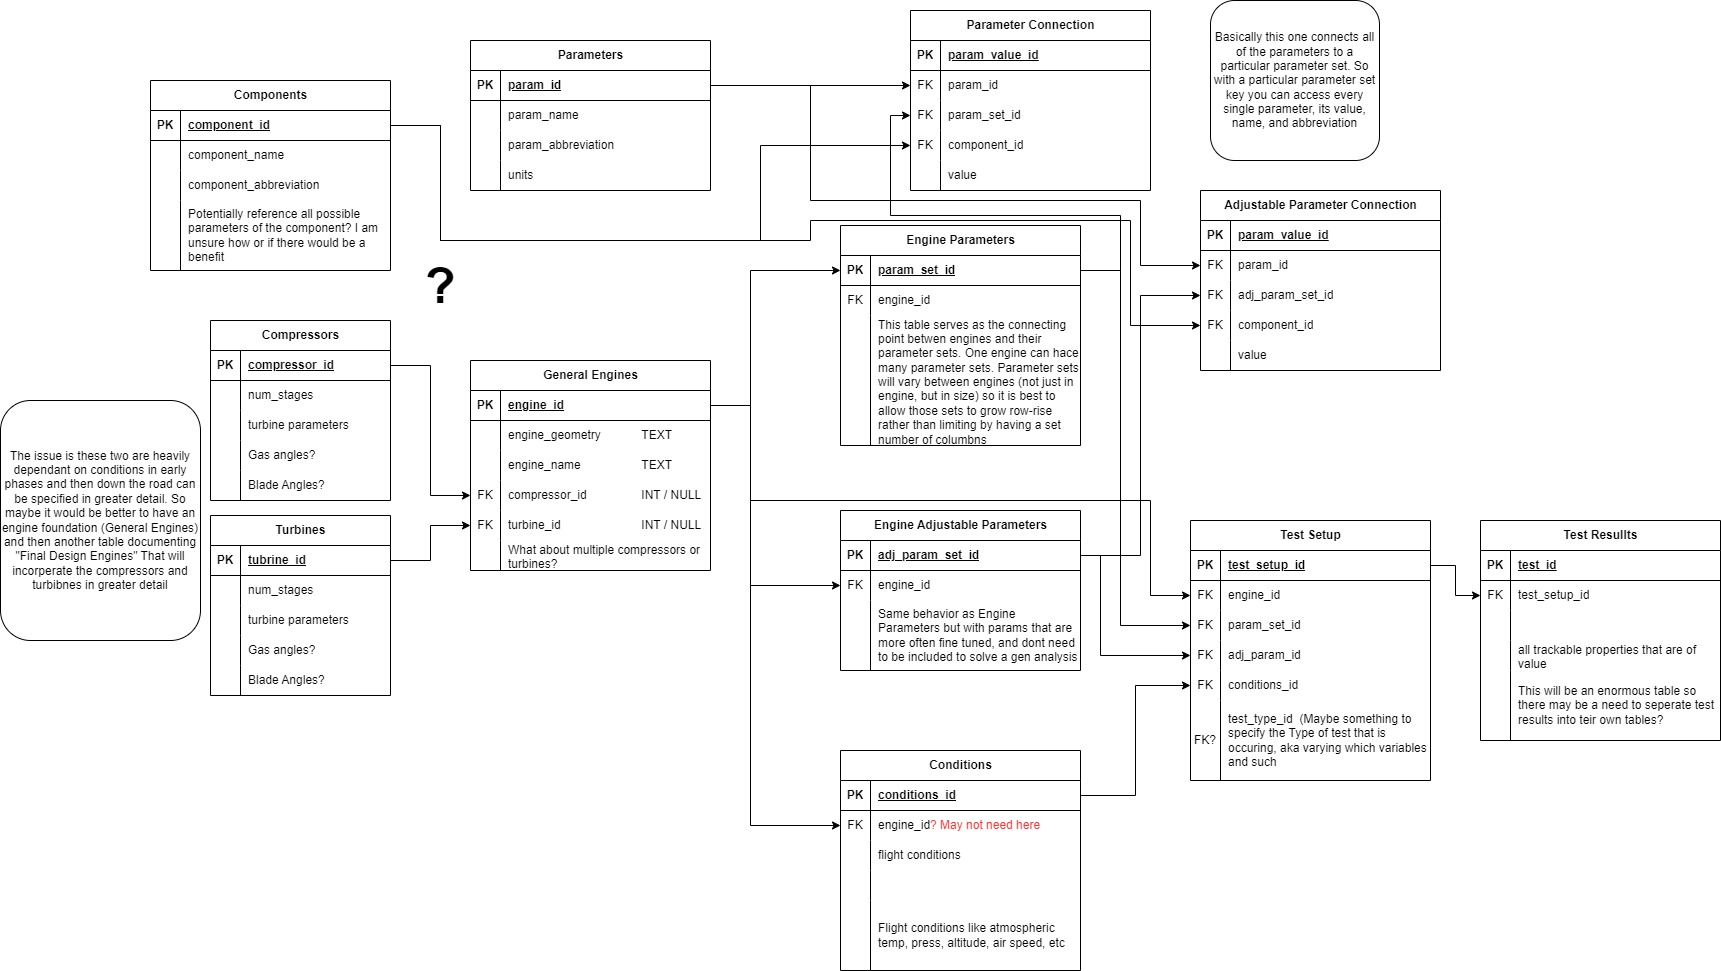 Components
PK component_id
component_name
component_abbreviation
Potentially reference all possible
parameters of the component? I am
unsure how or if there would be a
benefit
?
Parameters
PK param_id
param_name
param_abbreviation
units
Parameter Connection
PK param_value_id
FK param_id
FK param_set_id
FK component_id
value
Basically this one connects all
of the parameters to a
particular parameter set. So
with a particular parameter set
key you can access every
single parameter, its value,
name, and abbreviation
Adjustable Parameter Connection
PK param_value_id
FK param_id
FK adj_param_set_id
FK component_id
value
Engine Parameters
PK param_set_id
FK engine_id
This table serves as the connecting
point betwen engines and their
parameter sets. One engine can hace
many parameter sets. Parameter sets
will vary between engines (not just in
engine, but in size) so it is best to
allow those sets to grow row-rise
rather than limiting by having a set
number of columbns
Compressors
PK compressor_id
num_stages
turbine parameters
Gas angles?
Blade Angles?
The issue is these two are heavily
dependant on conditions in early
phases and then down the road can
be specified in greater detail. So
maybe it would be better to have an
engine foundation (General Engines)
and then another table documenting
"Final Design Engines" That will
incorperate the compressors and
turbibnes in greater detail
Turbines
PK tubrine_id
num_stages
turbine parameters
Gas angles?
Blade Angles?
General Engines
PK engine_id
engine_geometry TEXT
engine_name TEXT
FK compressor_id INT / NULL
FK turbine_id INT / NULL
What about multiple compressors or
turbines?
Engine Adjustable Parameters
PK adj_param_set_id
FK engine_id
Same behavior as Engine
Parameters but with params that are
more often fine tuned, and dont need
to be included to solve a gen analysis
Test Setup
PK test_setup_id
FK engine_id
FK param_set_id
FK adj_param_id
FK conditions_id
FK? test_type_id (Maybe something to
specify the Type of test that is
occuring, aka varying which variables
and such
Test Resullts
PK test_id
FK test_setup_id
all trackable properties that are of
value
This will be an enormous table so
there may be a need to seperate test
results into teir own tables?
Conditions
PK conditions_id
FK engine_id? May not need here
flight conditions
Flight conditions like atmospheric
temp, press, altitude, air speed, etc